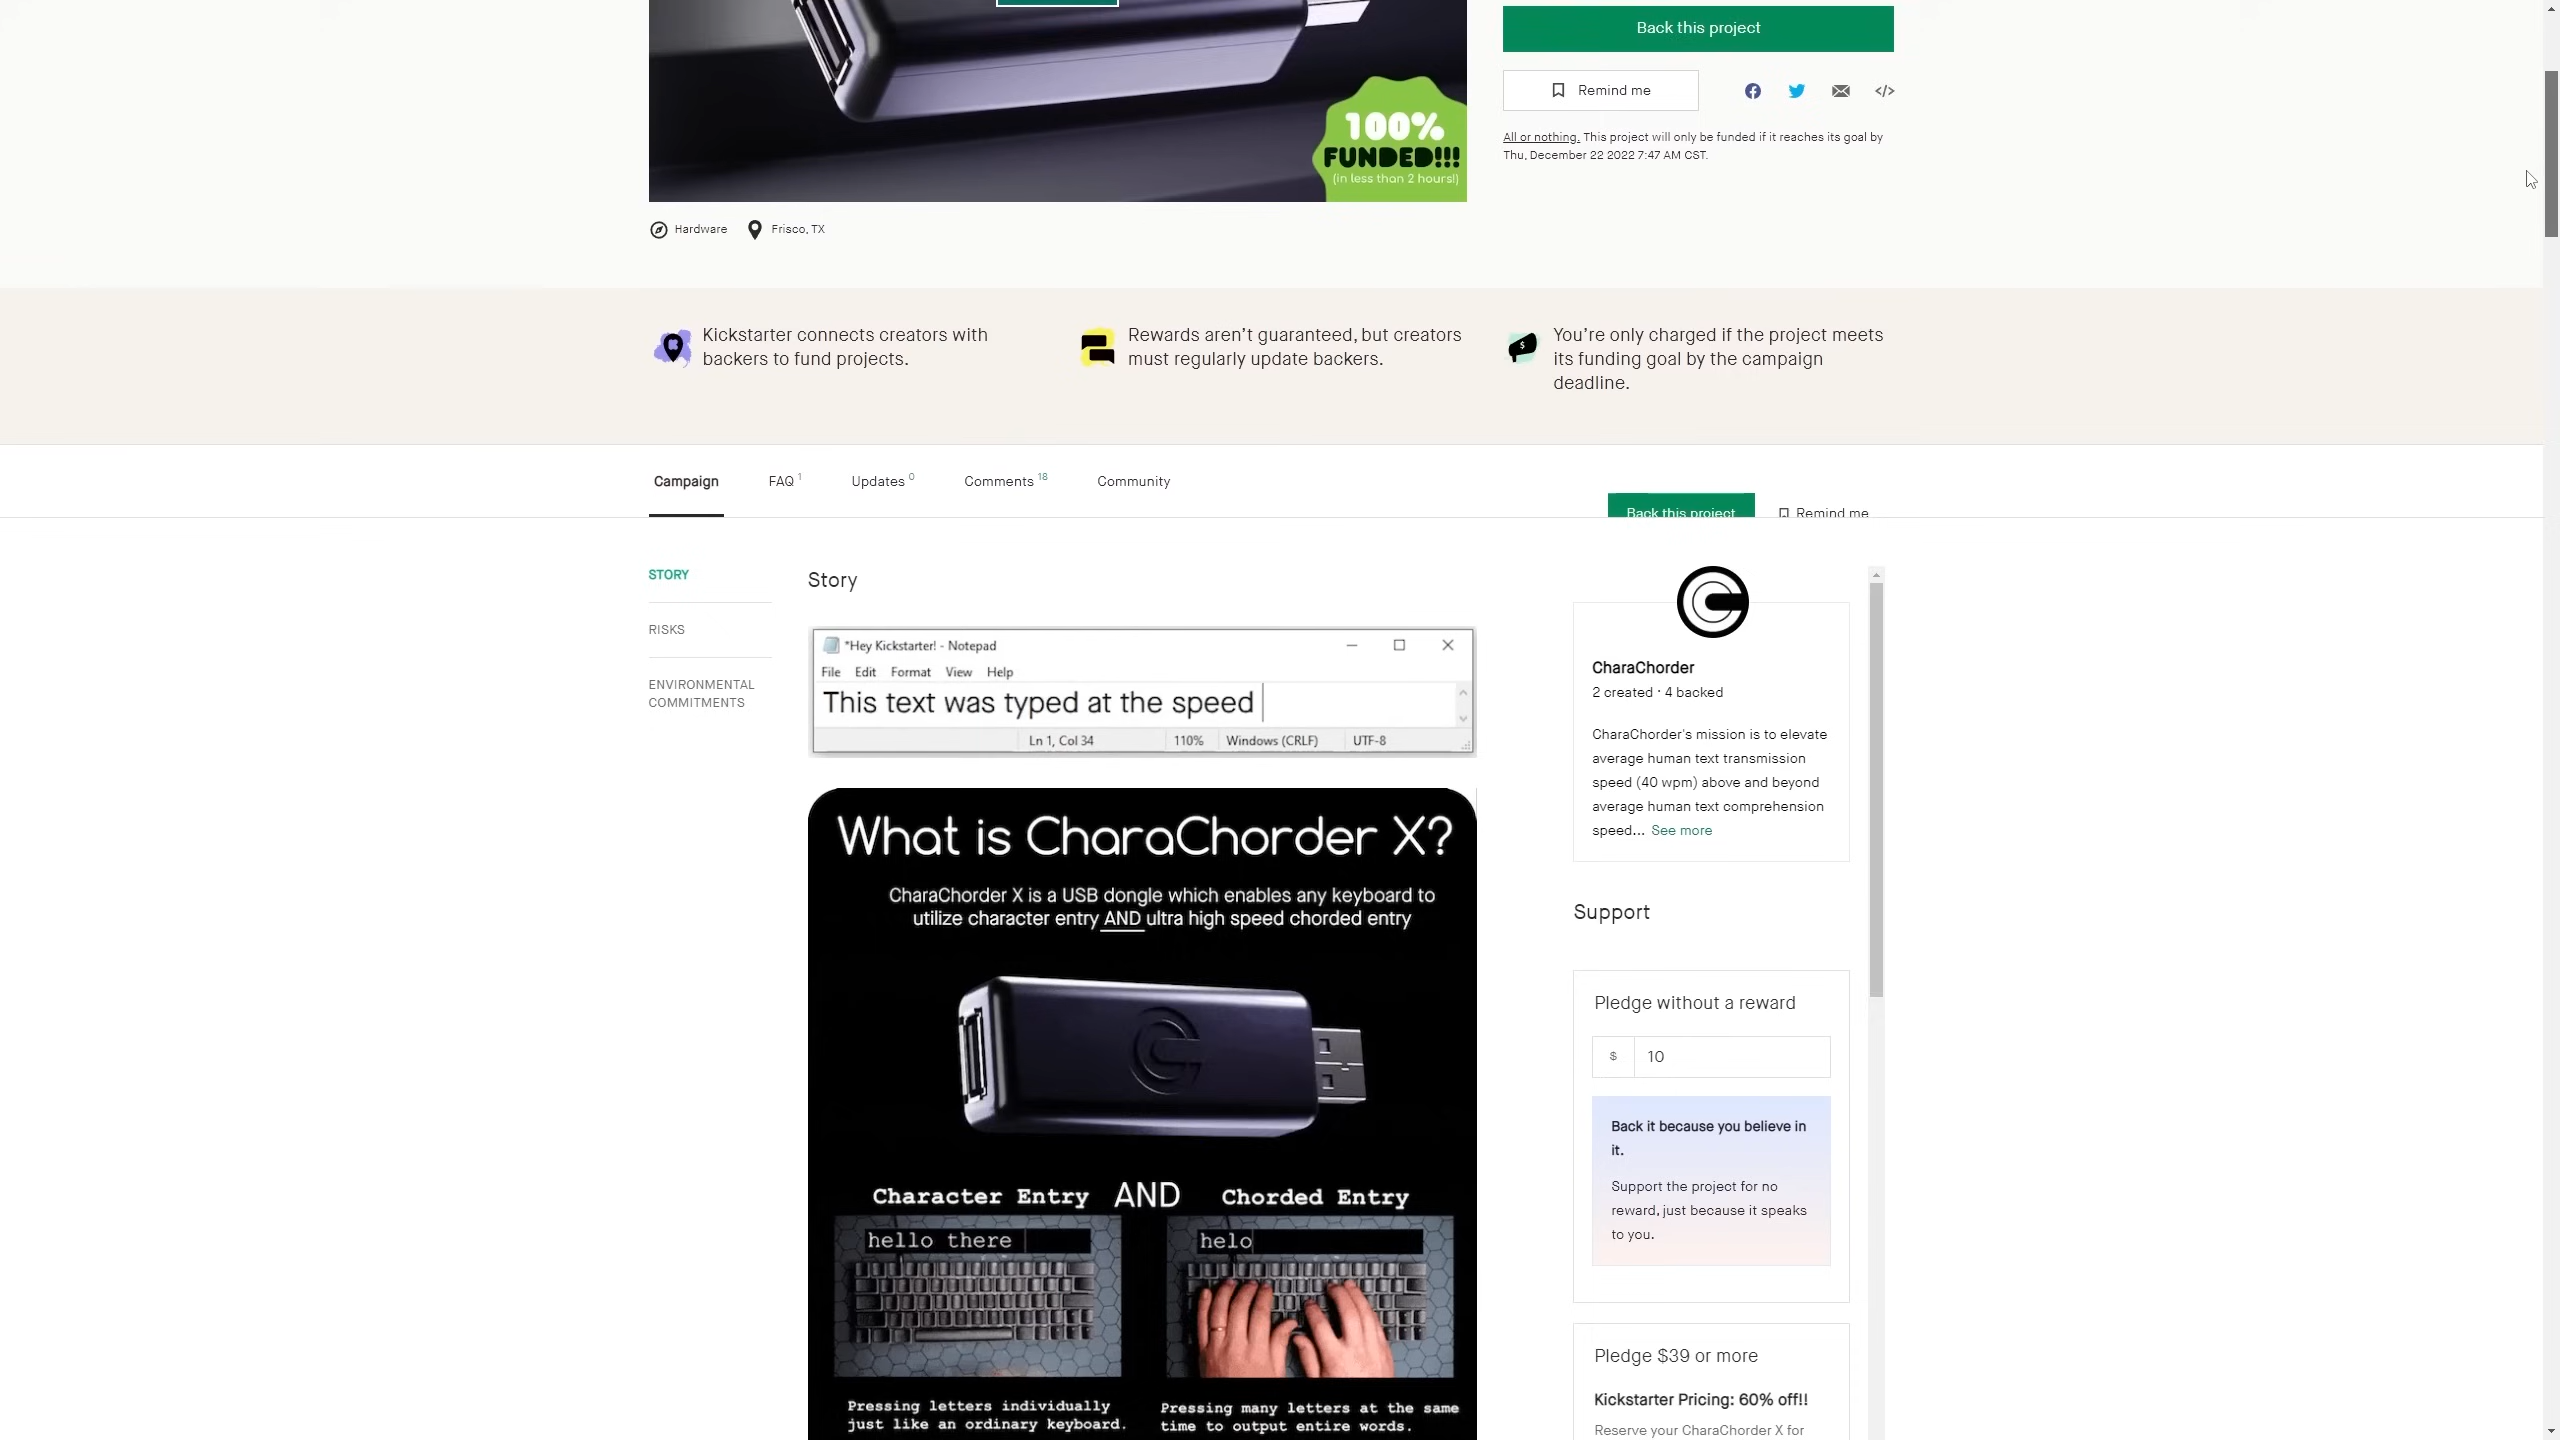 Back this project
Remind me
100%
FUNDED!!!
(in less than 2 hours!)
All or nothing. This project will only be funded if it reaches its goal by
Thu, December 22 2022 7:47 AM CST.
Hardware
Frisco, TX
Kickstarter connects creators with
backers to fund projects.
Rewards aren’t guaranteed, but creators
must regularly update backers.
You’re only charged if the project meets
its funding goal by the campaign
deadline.
Campaign FAQ 1 Updates 0 Comments 18 Community
Back this project
Remind me
STORY
RISKS
ENVIRONMENTAL
COMMITMENTS
Story
*Hey Kickstarter! - Notepad
File Edit Format View Help
This text was typed at the speed
Ln 1, Col 34 110% Windows (CRLF) UTF-8
What is CharaChorder X?
CharaChorder X is a USB dongle which enables any keyboard to
utilize character entry AND ultra high speed chorded entry
Character Entry AND Chorded Entry
hello there
helo
Pressing letters individually
just like an ordinary keyboard.
Pressing many letters at the same
time to output entire words.
CharaChorder
2 created · 4 backed
CharaChorder's mission is to elevate
average human text transmission
speed (40 wpm) above and beyond
average human text comprehension
speed... See more
Support
Pledge without a reward
$ 10
Back it because you believe in
it.
Support the project for no
reward, just because it speaks
to you.
Pledge $39 or more
Kickstarter Pricing: 60% off!!
Reserve your CharaChorder X for